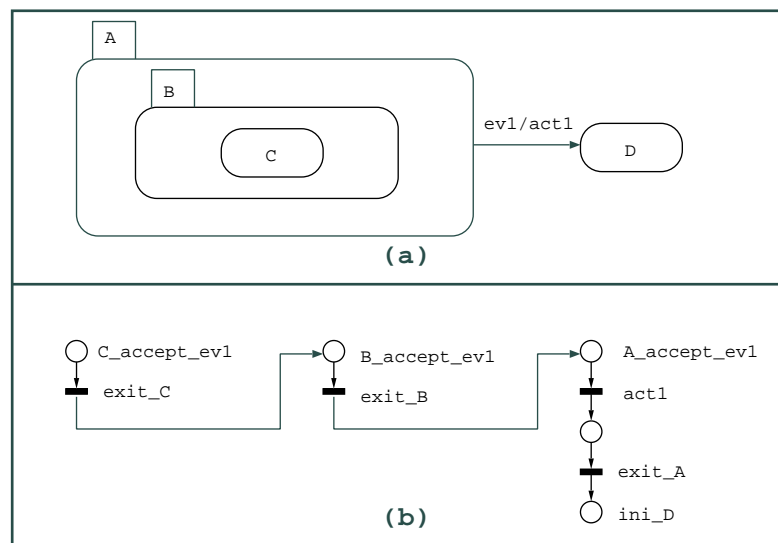 A
B
C
ev1/act1
D
(a)
C_accept_ev1
B_accept_ev1
A_accept_ev1
exit_C
exit_B
act1
exit_A
ini_D
(b)